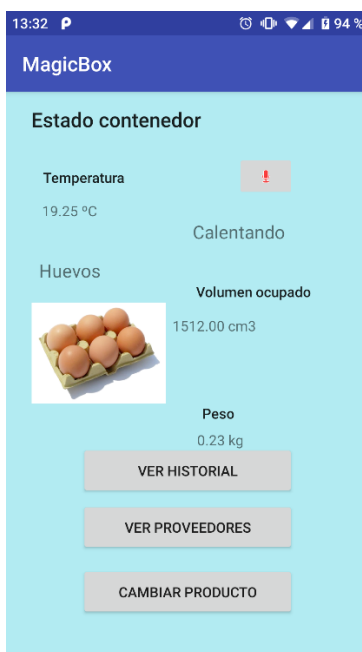 13:32 94 %
MagicBox
Estado contenedor
Temperatura
19.25 ºC
Calentando
Huevos
Volumen ocupado
1512.00 cm3
Peso
0.23 kg
VER HISTORIAL
VER PROVEEDORES
CAMBIAR PRODUCTO